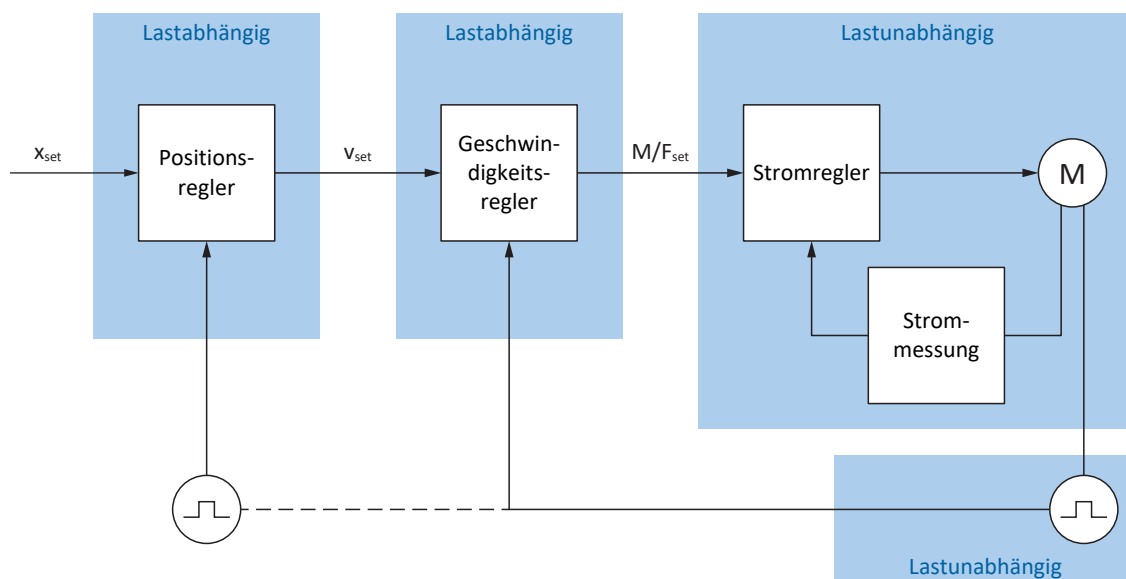 Lastabhängig
Lastabhängig
Lastunabhängig
xset
Positions-
regler
vset
Geschwin-
digkeits-
regler
M/Fset
Stromregler
M
Strom-
messung
Lastunabhängig